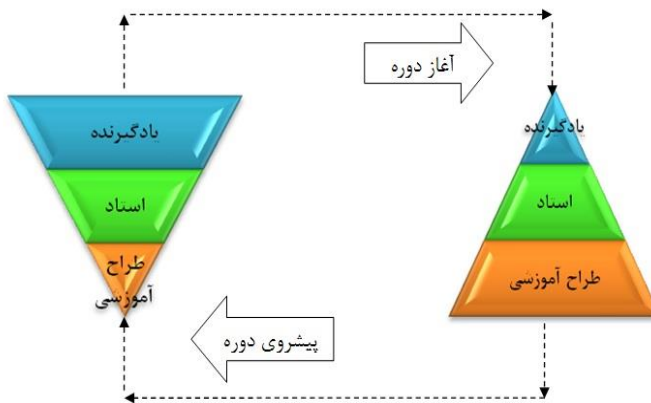 آغاز دوره
یادگیرنده
استاد
طراح آموزشی
یادگیرنده
استاد
طراح
آموزشی
پیشروی دوره